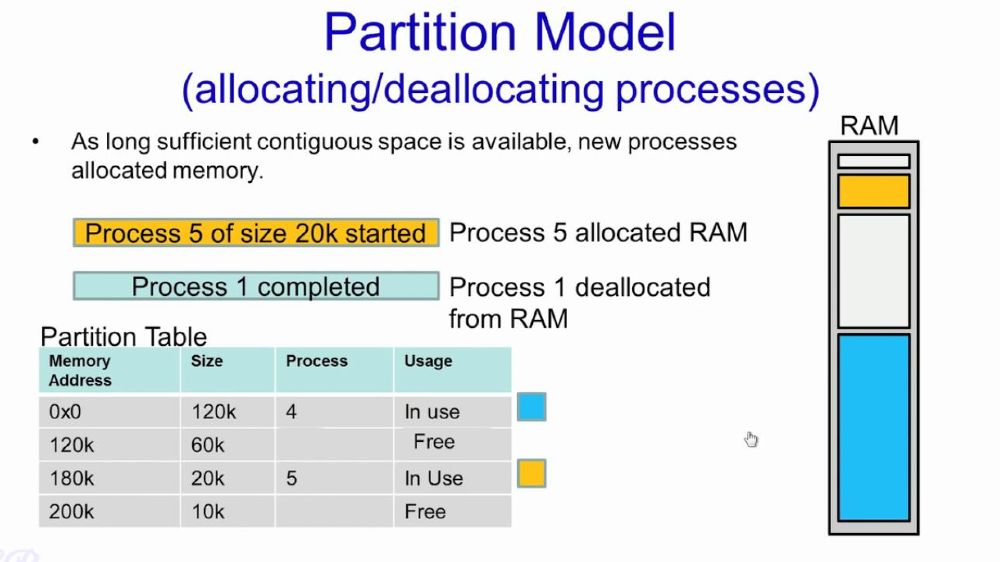 Partition Model
(allocating/deallocating processes)
RAM
• As long sufficient contiguous space is available, new processes
allocated memory.
Process 5 of size 20k started
Process 5 allocated RAM
Process 1 completed
Process 1 deallocated
from RAM
Partition Table
Memory Address Size Process Usage
0x0 120k 4 In use
120k 60k Free
180k 20k 5 In Use
200k 10k Free